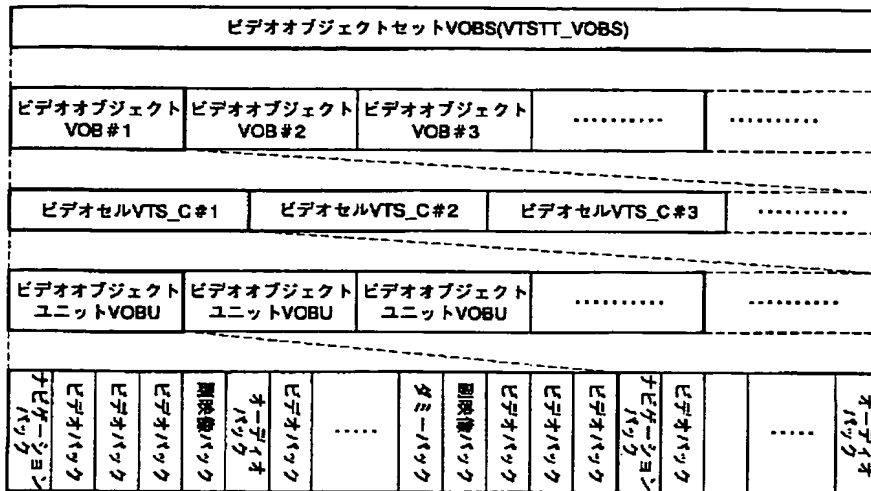 ビデオオブジェクトセットVOBS(VTSTT_VOBS)
ビデオオブジェクト
VOB#1
ビデオオブジェクト
VOB#2
ビデオオブジェクト
VOB#3
··········
··········
ビデオセルVTS_C#1
ビデオセルVTS_C#2
ビデオセルVTS_C#3
··········
ビデオオブジェクト
ユニットVOBU
ビデオオブジェクト
ユニットVOBU
ビデオオブジェクト
ユニットVOBU
··········
··········
ナビゲーション
パック
ビデオパック
ビデオパック
ビデオパック
副映像パック
オーディオ
パック
ビデオパック
·····
ダミーパック
副映像パック
ビデオパック
ビデオパック
ビデオパック
ナビゲーション
パック
ビデオパック
·····
オーディオ
パック